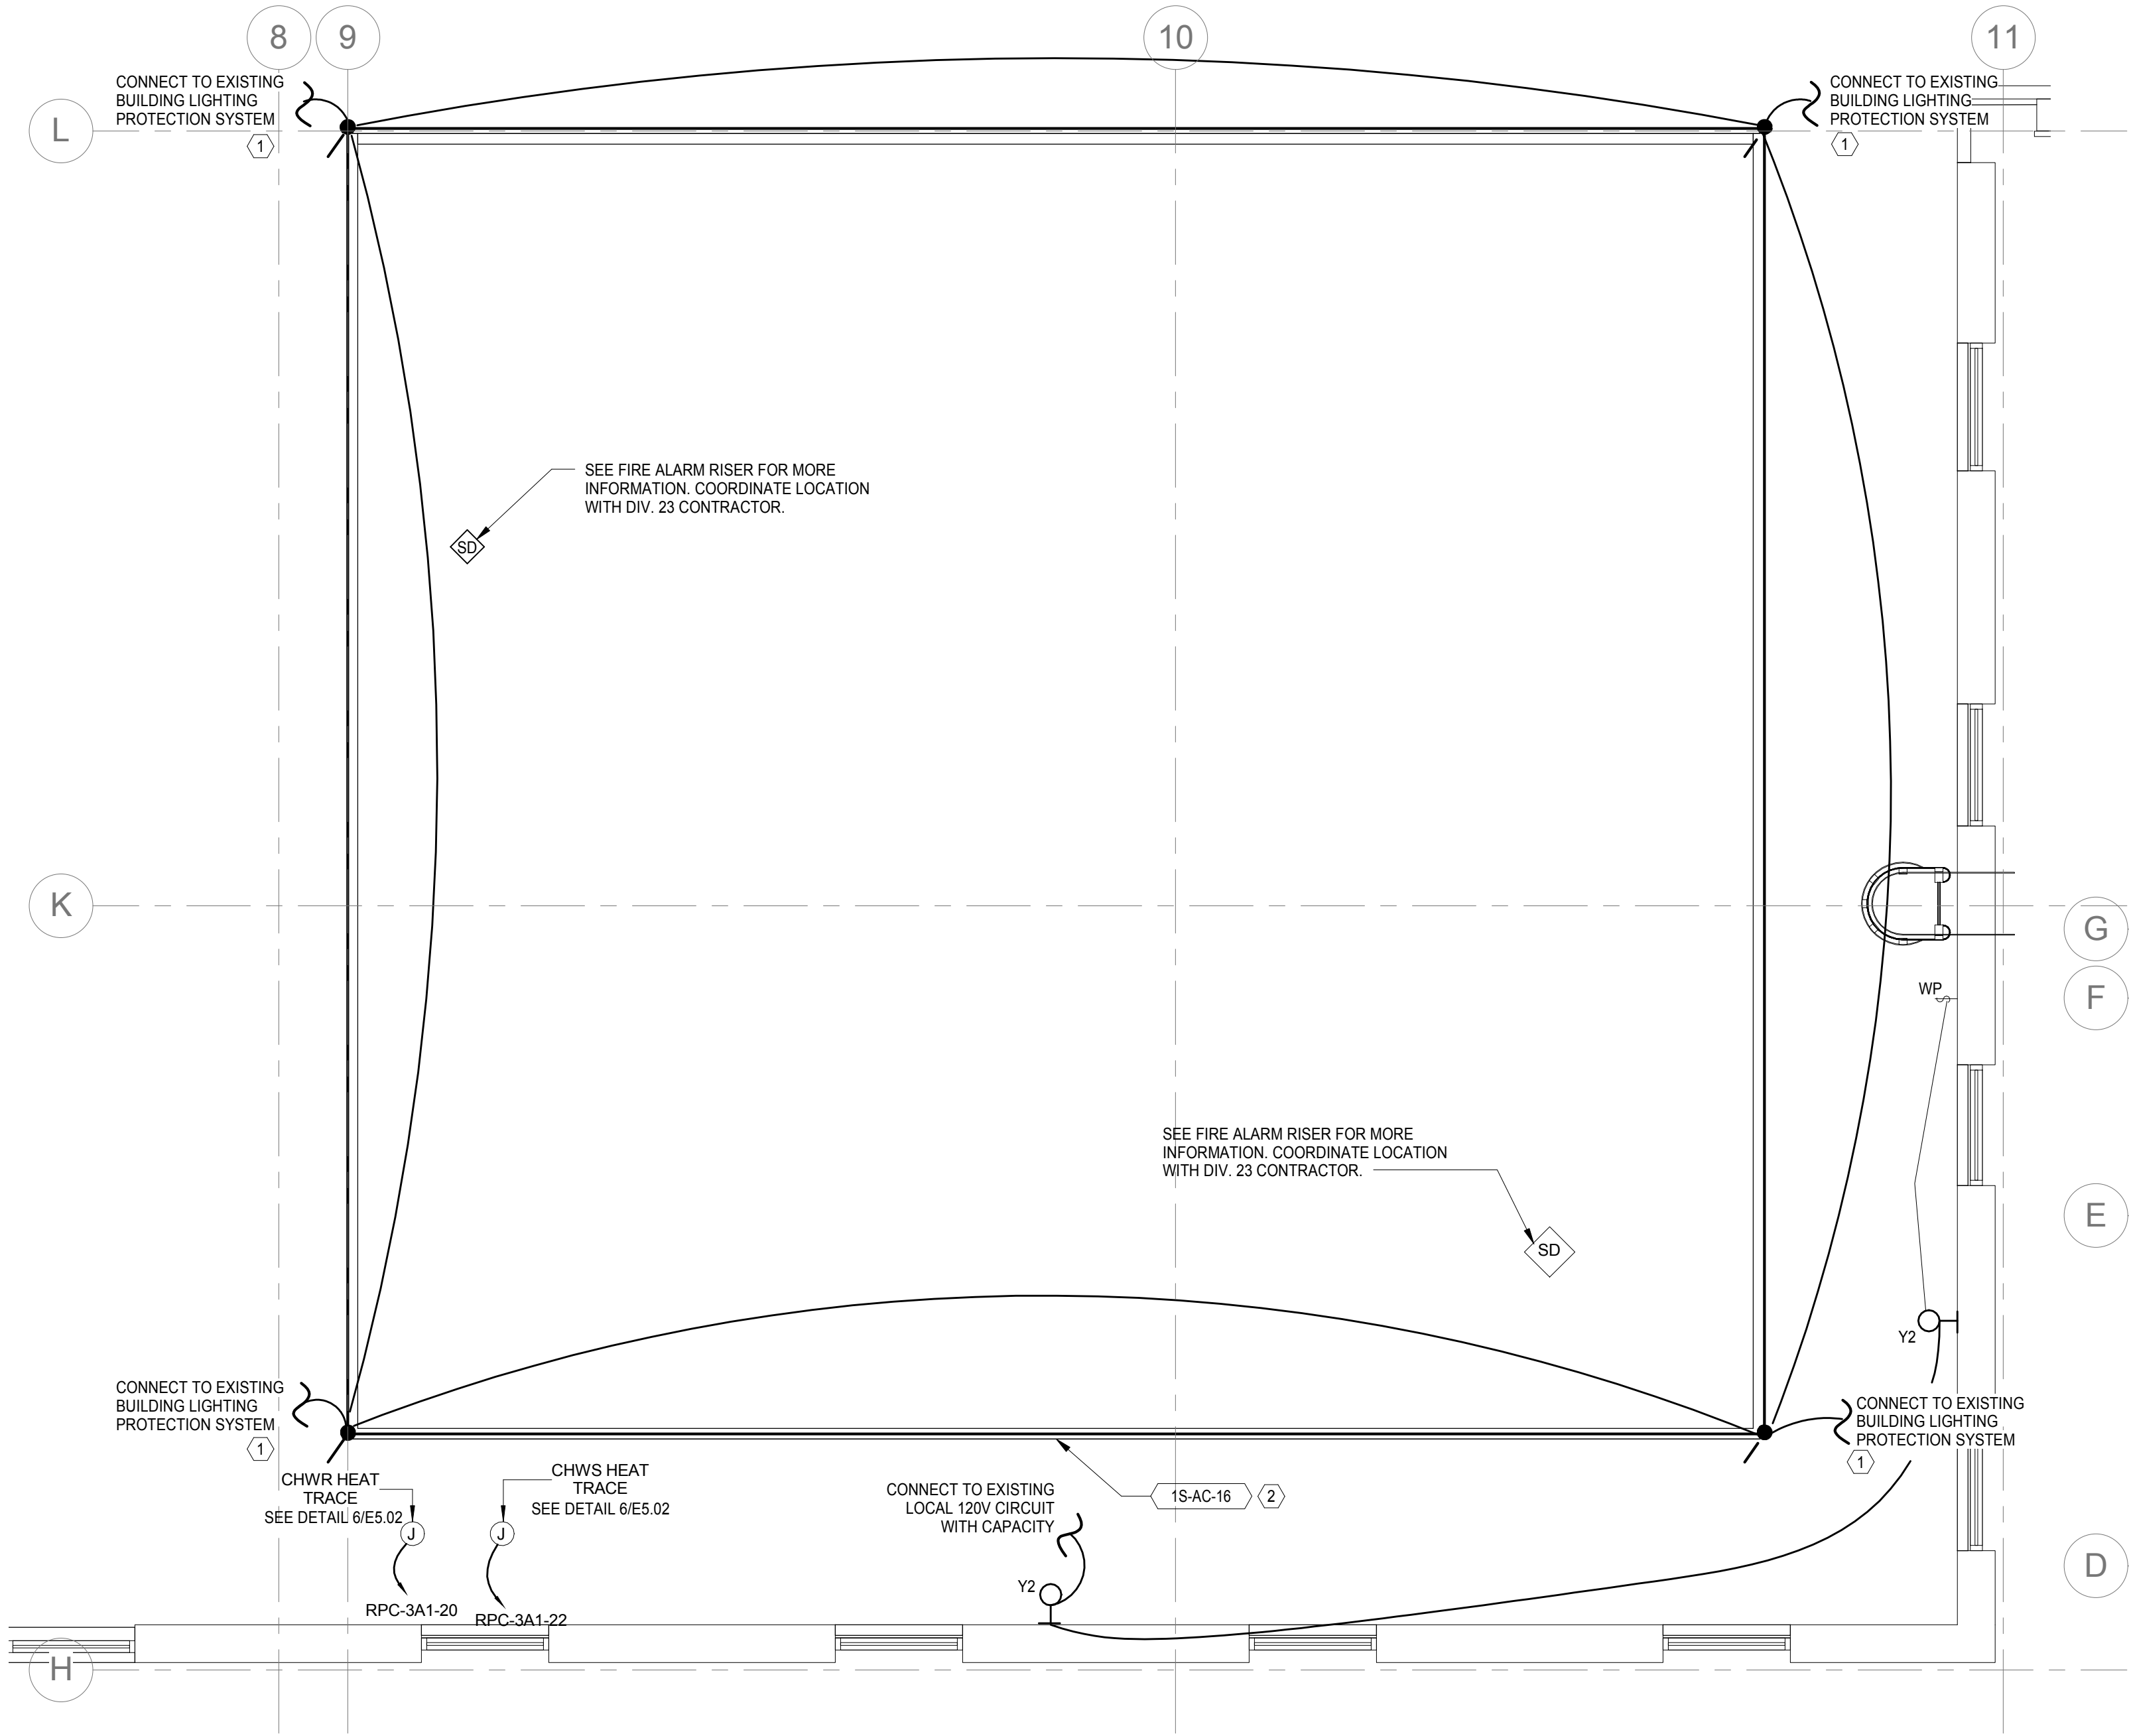 8
9
10
11
CONNECT TO EXISTING
BUILDING LIGHTING
PROTECTION SYSTEM
1
CONNECT TO EXISTING
BUILDING LIGHTING
PROTECTION SYSTEM
1
L
SEE FIRE ALARM RISER FOR MORE
INFORMATION. COORDINATE LOCATION
WITH DIV. 23 CONTRACTOR.
SD
K
G
WP
F
SEE FIRE ALARM RISER FOR MORE
INFORMATION. COORDINATE LOCATION
WITH DIV. 23 CONTRACTOR.
SD
E
Y2
CONNECT TO EXISTING
BUILDING LIGHTING
PROTECTION SYSTEM
1
CONNECT TO EXISTING
BUILDING LIGHTING
PROTECTION SYSTEM
1
CHWR HEAT
TRACE
SEE DETAIL 6/E5.02
J
RPC-3A1-20
CHWS HEAT
TRACE
SEE DETAIL 6/E5.02
J
RPC-3A1-22
CONNECT TO EXISTING
LOCAL 120V CIRCUIT
WITH CAPACITY
Y2
1S-AC-16
2
D
H